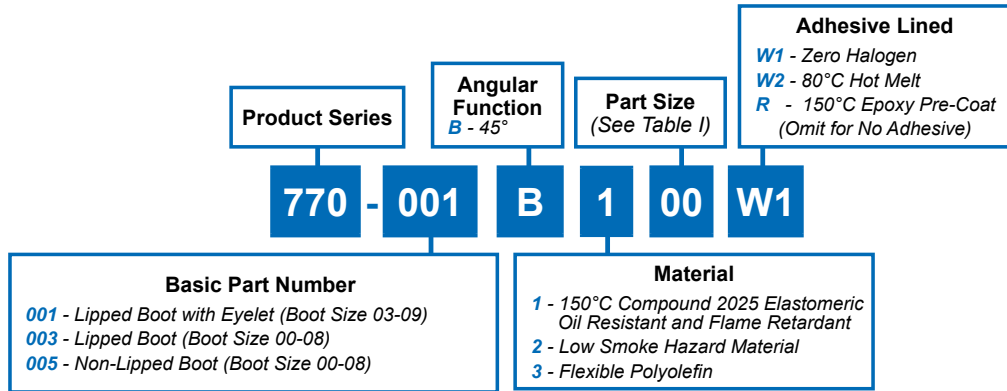 Adhesive Lined
W1 - Zero Halogen
W2 - 80°C Hot Melt
R - 150°C Epoxy Pre-Coat
(Omit for No Adhesive)
Angular
Function
B - 45°
Product Series
Part Size
(See Table I)
770 - 001 B 1 00 W1
Basic Part Number
001 - Lipped Boot with Eyelet (Boot Size 03-09)
003 - Lipped Boot (Boot Size 00-08)
005 - Non-Lipped Boot (Boot Size 00-08)
Material
1 - 150°C Compound 2025 Elastomeric
Oil Resistant and Flame Retardant
2 - Low Smoke Hazard Material
3 - Flexible Polyolefin